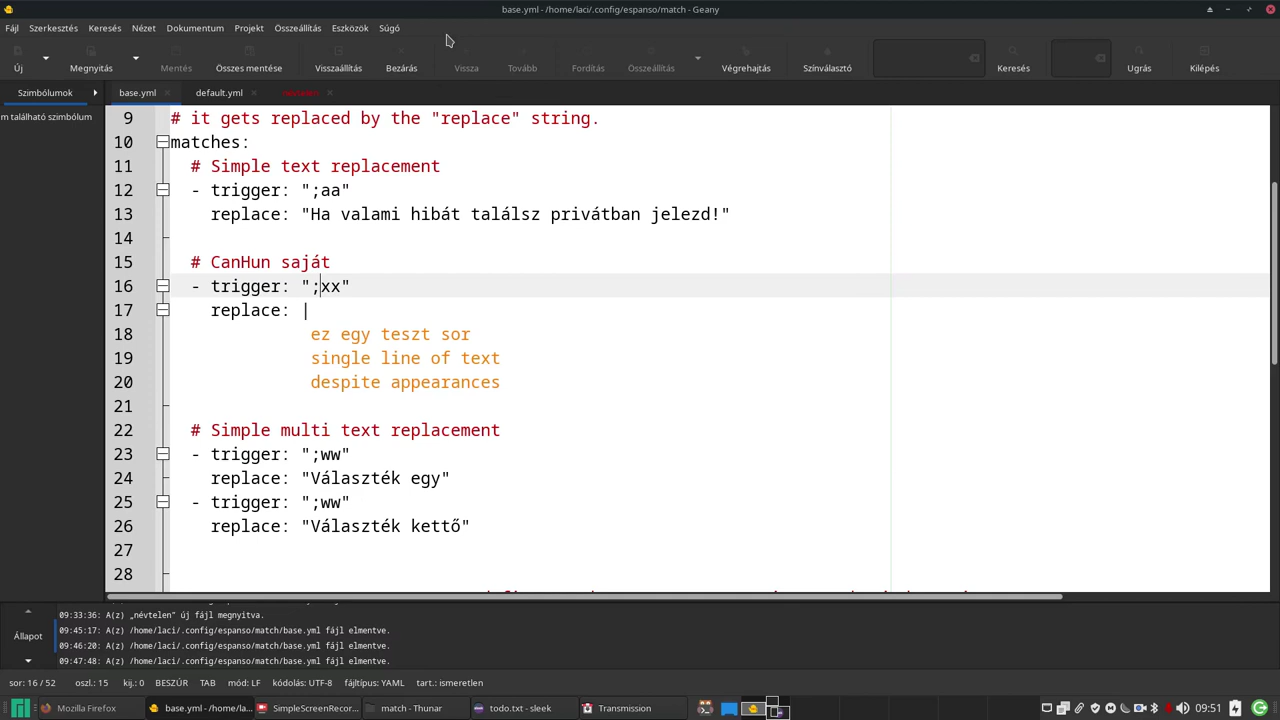 base.yml - /home/laci/.config/espanso/match - Geany
Fájl Szerkesztés Keresés Nézet Dokumentum Projekt Összeállítás Eszközök Súgó
Új Megnyitás Mentés Összes mentése Visszaállítás Bezárás Vissza Tovább Fordítás Összeállítás Végrehajtás Színválasztó Keresés Ugrás Kilépés
Szimbólumok base.yml default.yml névtelen
m található szimbólum
9 # it gets replaced by the "replace" string.
10 matches:
11 # Simple text replacement
12 - trigger: ";aa"
13 replace: "Ha valami hibát találsz privátban jelezd!"
14
15 # CanHun saját
16 - trigger: ";xx"
17 replace: |
18 ez egy teszt sor
19 single line of text
20 despite appearances
21
22 # Simple multi text replacement
23 - trigger: ";ww"
24 replace: "Választék egy"
25 - trigger: ";ww"
26 replace: "Választék kettő"
27
28
Állapot
09:33:36: A(z) „névtelen" új fájl megnyitva.
09:45:17: A(z) /home/laci/.config/espanso/match/base.yml fájl elmentve.
09:46:20: A(z) /home/laci/.config/espanso/match/base.yml fájl elmentve.
09:47:48: A(z) /home/laci/.config/espanso/match/base.yml fájl elmentve.
sor: 16 / 52 oszl.: 15 kij.: 0 BESZÚR TAB mód: LF kódolás: UTF-8 fájltípus: YAML tart.: ismeretlen
Mozilla Firefox base.yml - /home/la... SimpleScreenRecor... match - Thunar todo.txt - sleek Transmission 09:51